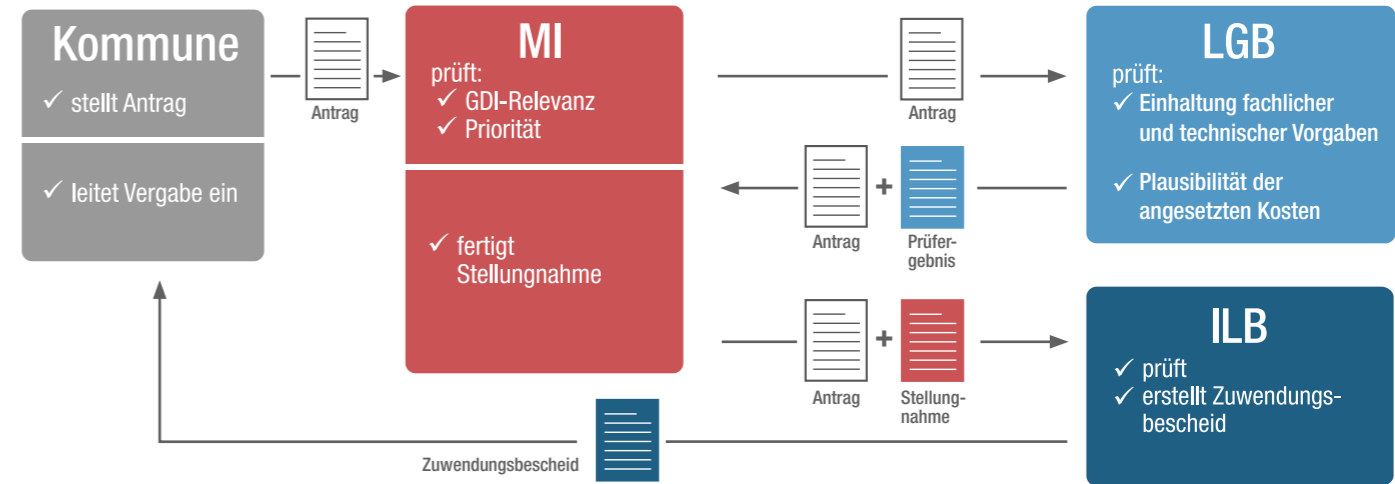 Kommune
✓ stellt Antrag
✓ leitet Vergabe ein
Antrag
MI
prüft:
✓ GDI-Relevanz
✓ Priorität
✓ fertigt
Stellungnahme
Antrag
LGB
prüft:
✓ Einhaltung fachlicher
und technischer Vorgaben
✓ Plausibilität der
angesetzten Kosten
+
Antrag
Prüfer-
gebnis
+
Antrag
Stellung-
nahme
ILB
✓ prüft
✓ erstellt Zuwendungs-
bescheid
Zuwendungsbescheid